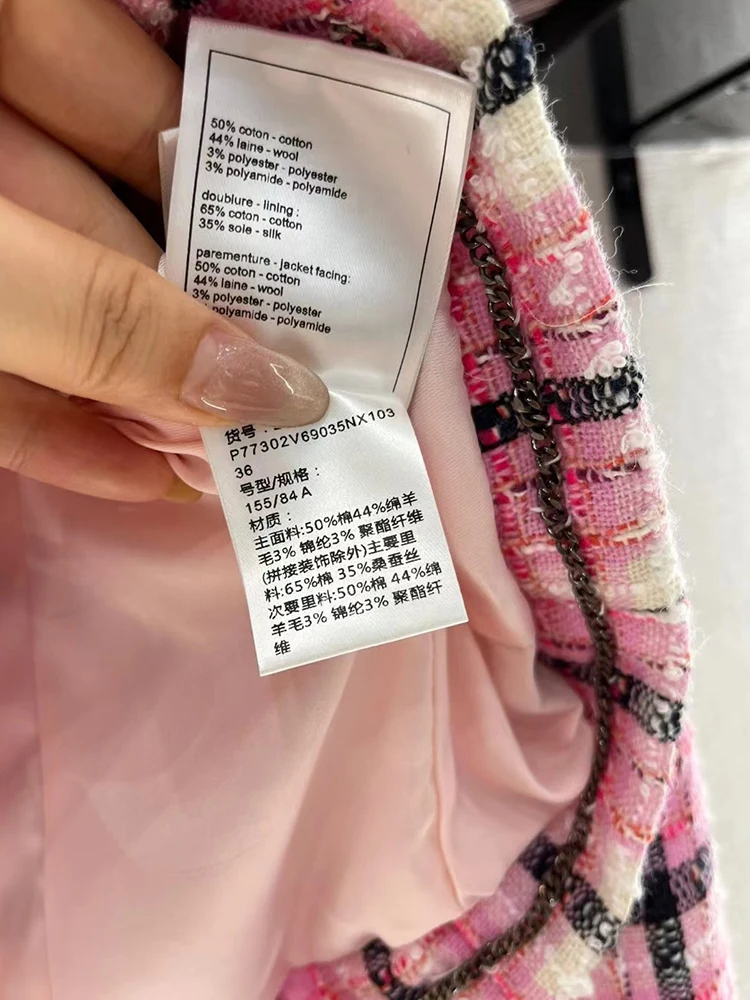 50% coton - cotton
44% laine - wool
3% polyester - polyester
3% polyamide - polyamide
doublure - lining :
65% coton - cotton
35% soie - silk
parementure - jacket facing:
50% coton - cotton
44% laine - wool
3% polyester - polyester
polyamide - polyamide
货号:
P77302V69035NX103
36
号型/规格:
155/84A
材质:
主面料:50%棉44%绵羊
毛3% 锦纶3% 聚酯纤维
(拼接装饰除外)主要里
料:65%棉 35%桑蚕丝
次要里料:50%棉 44%绵
羊毛3% 锦纶3% 聚酯纤
维